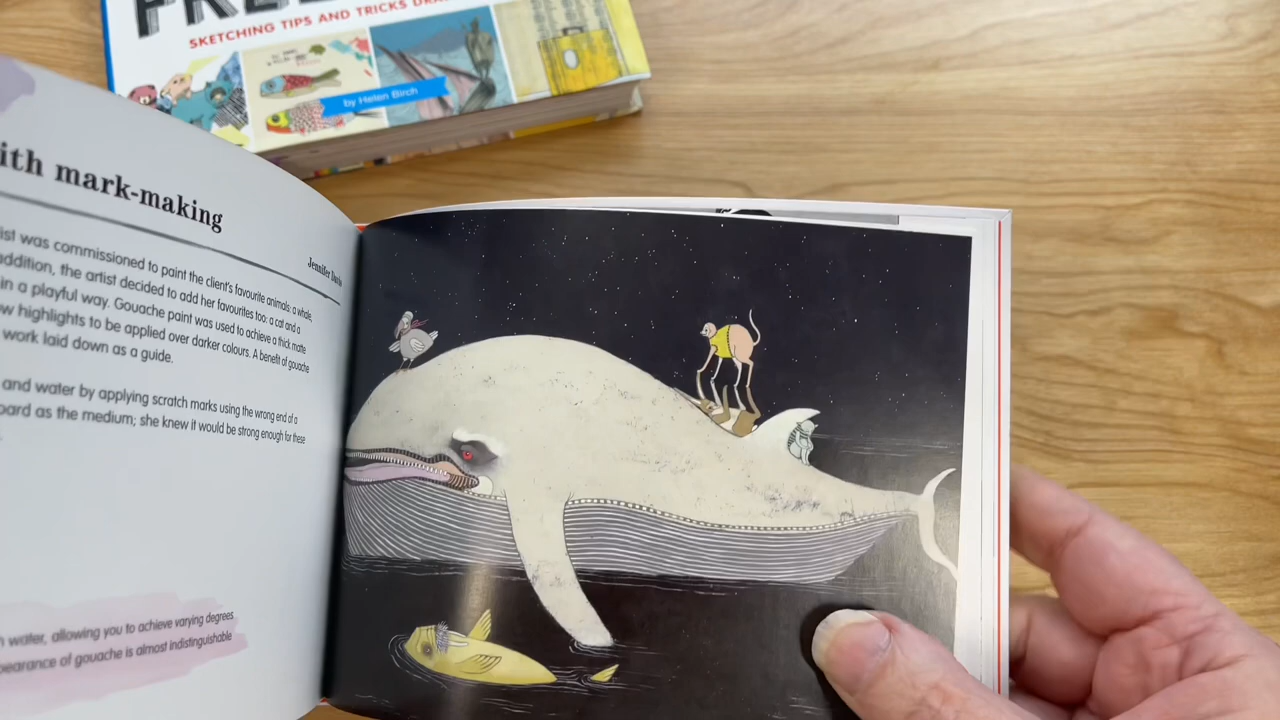 SKETCHING TIPS AND TRICKS
by Helen Birch
ith mark-making
Jennifer Davis
ist was commissioned to paint the client's favourite animals: a whale,
addition, the artist decided to add her favourites too: a cat and a
in a playful way. Gouache paint was used to achieve a thick matte
ow highlights to be applied over darker colours. A benefit of gouache
work laid down as a guide.
and water by applying scratch marks using the wrong end of a
oard as the medium; she knew it would be strong enough for these
n water, allowing you to achieve varying degrees
pearance of gouache is almost indistinguishable